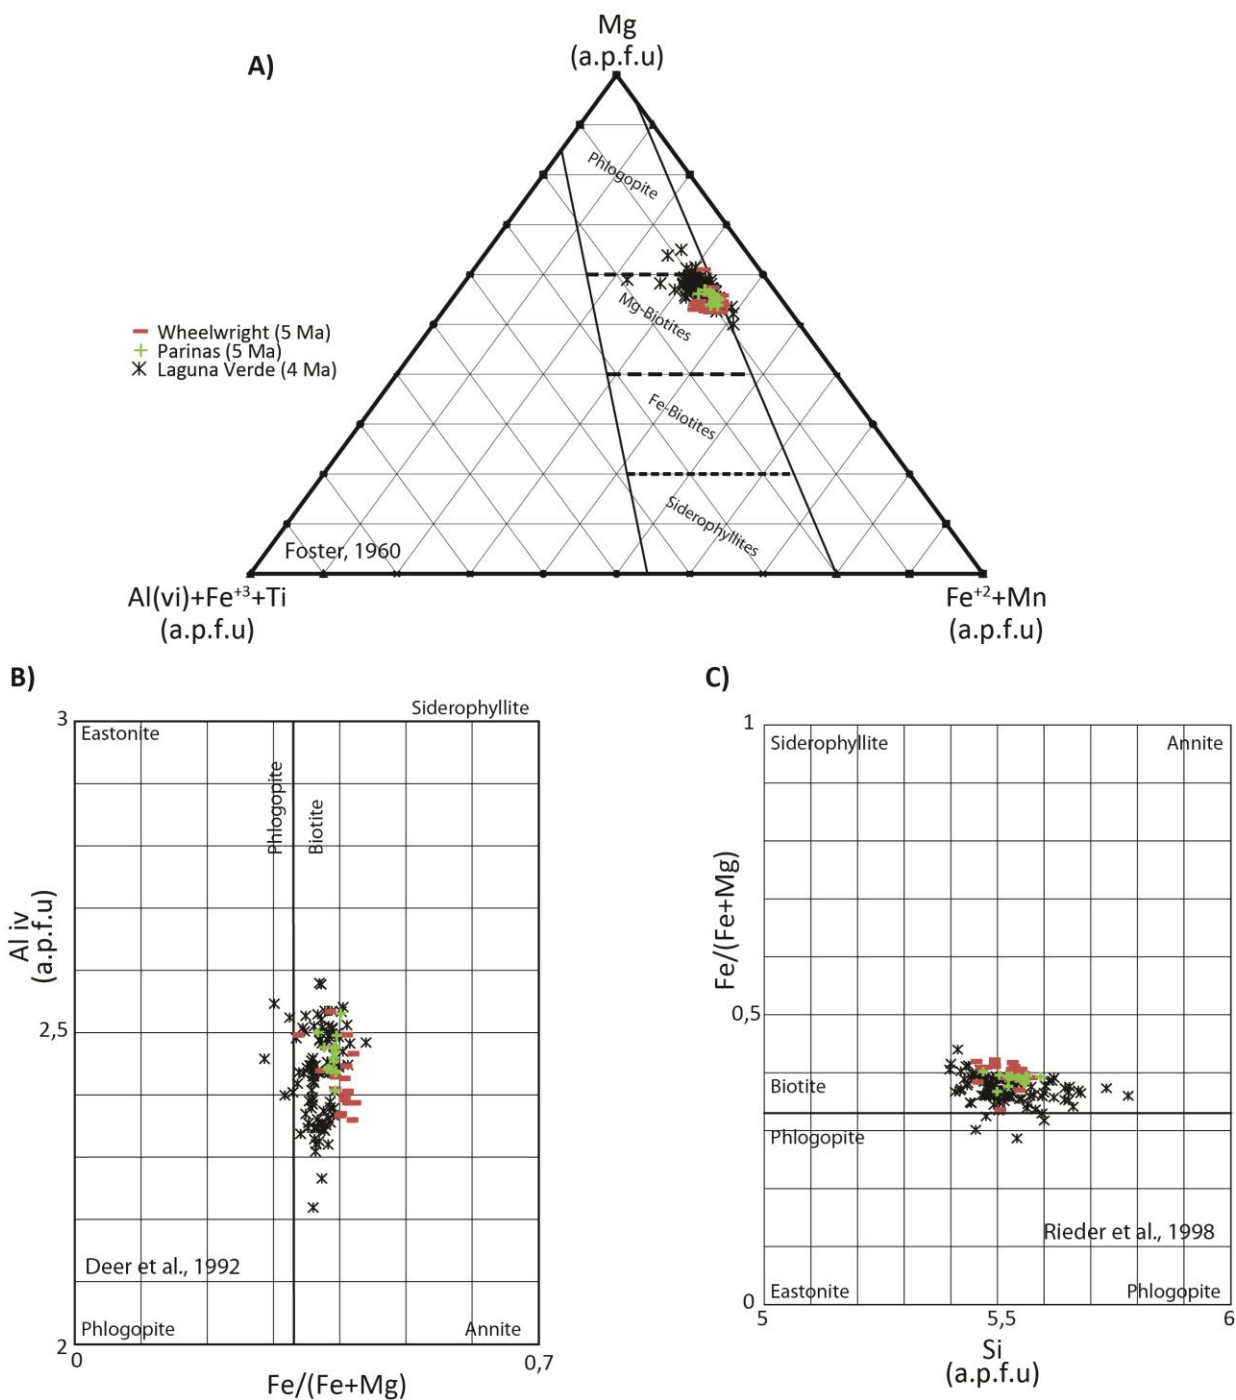 A)
Mg
(a.p.f.u)
Phlogopite
Mg-Biotites
Fe-Biotites
Siderophyllites
Wheelwright (5 Ma)
Parinas (5 Ma)
Laguna Verde (4 Ma)
Foster, 1960
Al(vi)+Fe⁺³+Ti
(a.p.f.u)
Fe⁺²+Mn
(a.p.f.u)
B)
Siderophyllite
3
Eastonite
Phlogopite
Biotite
Al iv
(a.p.f.u)
2,5
Deer et al., 1992
Phlogopite
Annite
2
0
0,7
Fe/(Fe+Mg)
C)
1
Siderophyllite
Annite
Fe/(Fe+Mg)
0,5
Biotite
Phlogopite
Rieder et al., 1998
Eastonite
Phlogopite
0
5
5,5
6
Si
(a.p.f.u)